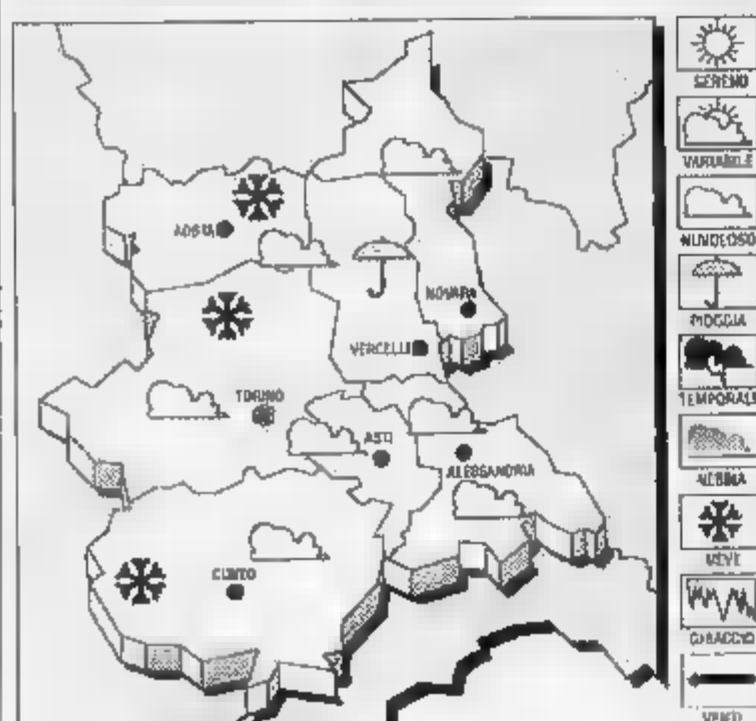 SERENO
VARIABILE
AOSTA
NUVOLOSO
NOVARA
PIOGGIA
VERCELLI
TORINO
TEMPORALE
ASTI
ALESSANDRIA
NEBBIA
NEVE
CUNEO
GHIACCIO
VENTO